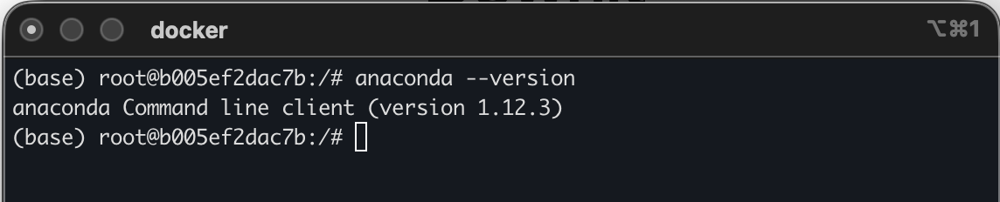 docker
⌥⌘1
(base) root@b005ef2dac7b:/# anaconda --version
anaconda Command line client (version 1.12.3)
(base) root@b005ef2dac7b:/#